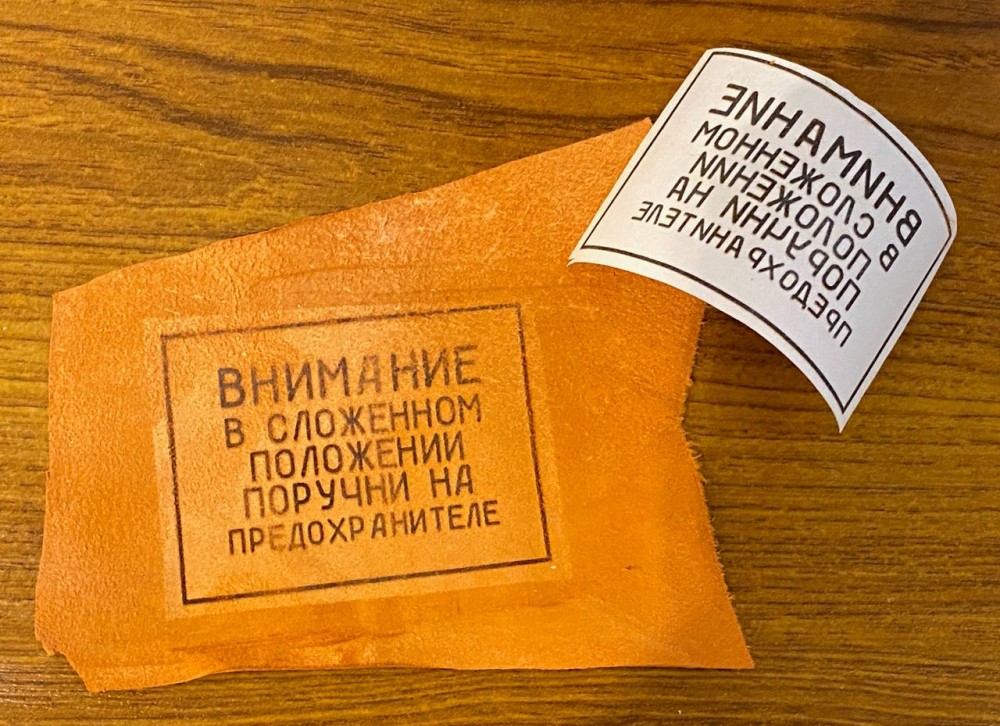 ВНИМАНИЕ
В СЛОЖЕННОМ
ПОЛОЖЕНИИ
ПОРУЧНИ НА
ПРЕДОХРАНИТЕЛЕ
ВНИМАНИЕ
В СЛОЖЕННОМ
ПОЛОЖЕНИИ
ПОРУЧНИ НА
ПРЕДОХРАНИТЕЛЕ